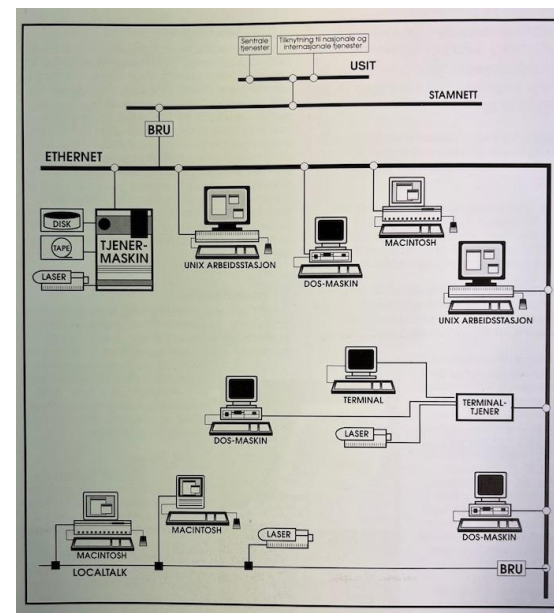 Sentrale
tjenester
Tilknytning til nasjonale og
internasjonale tjenester
USIT
STAMNETT
BRU
ETHERNET
DISK
TAPE
LASER
TJENER-
MASKIN
UNIX ARBEIDSSTASJON
DOS-MASKIN
MACINTOSH
UNIX ARBEIDSSTASJON
TERMINAL
TERMINAL-
TJENER
DOS-MASKIN
LASER
MACINTOSH
MACINTOSH
LASER
DOS-MASKIN
LOCALTALK
BRU